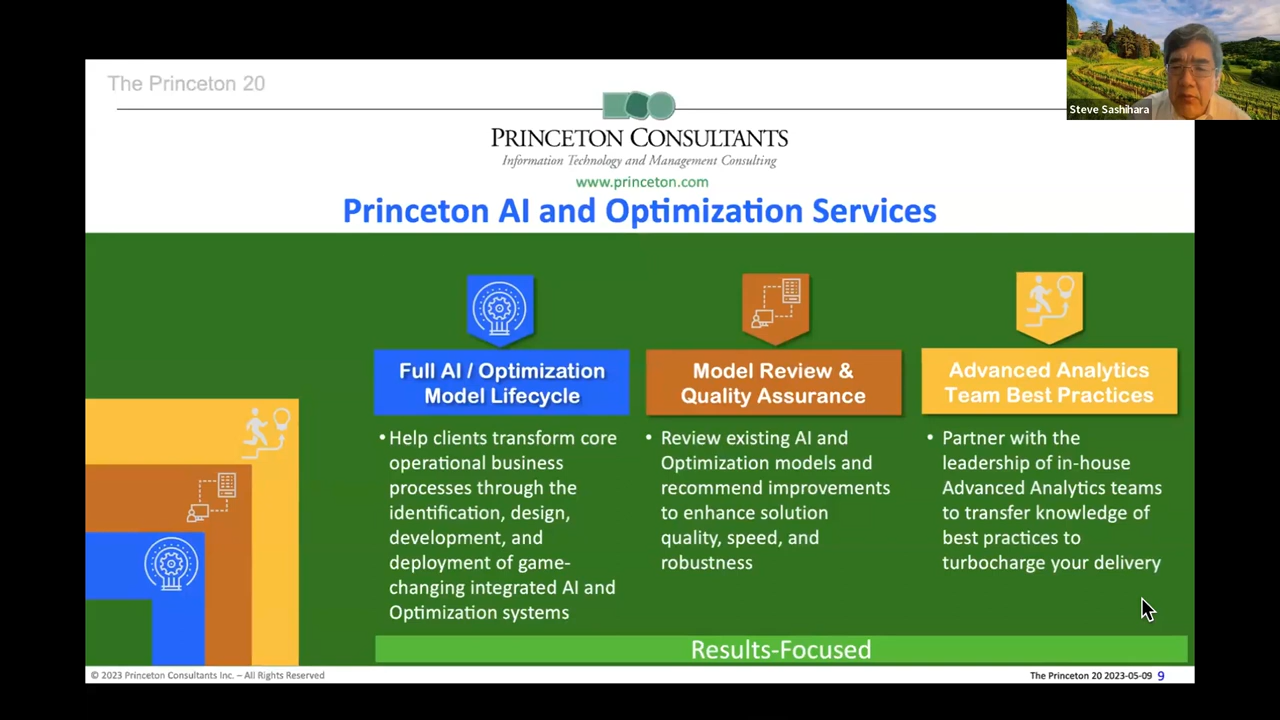 Steve Sashihara
The Princeton 20
PRINCETON CONSULTANTS
Information Technology and Management Consulting
www.princeton.com
Princeton AI and Optimization Services
Full AI / Optimization
Model Lifecycle
•Help clients transform core
operational business
processes through the
identification, design,
development, and
deployment of game-
changing integrated AI and
Optimization systems
Model Review &
Quality Assurance
• Review existing AI and
Optimization models and
recommend improvements
to enhance solution
quality, speed, and
robustness
Advanced Analytics
Team Best Practices
• Partner with the
leadership of in-house
Advanced Analytics teams
to transfer knowledge of
best practices to
turbocharge your delivery
Results-Focused
© 2023 Princeton Consultants Inc. – All Rights Reserved
The Princeton 20 2023-05-09 9